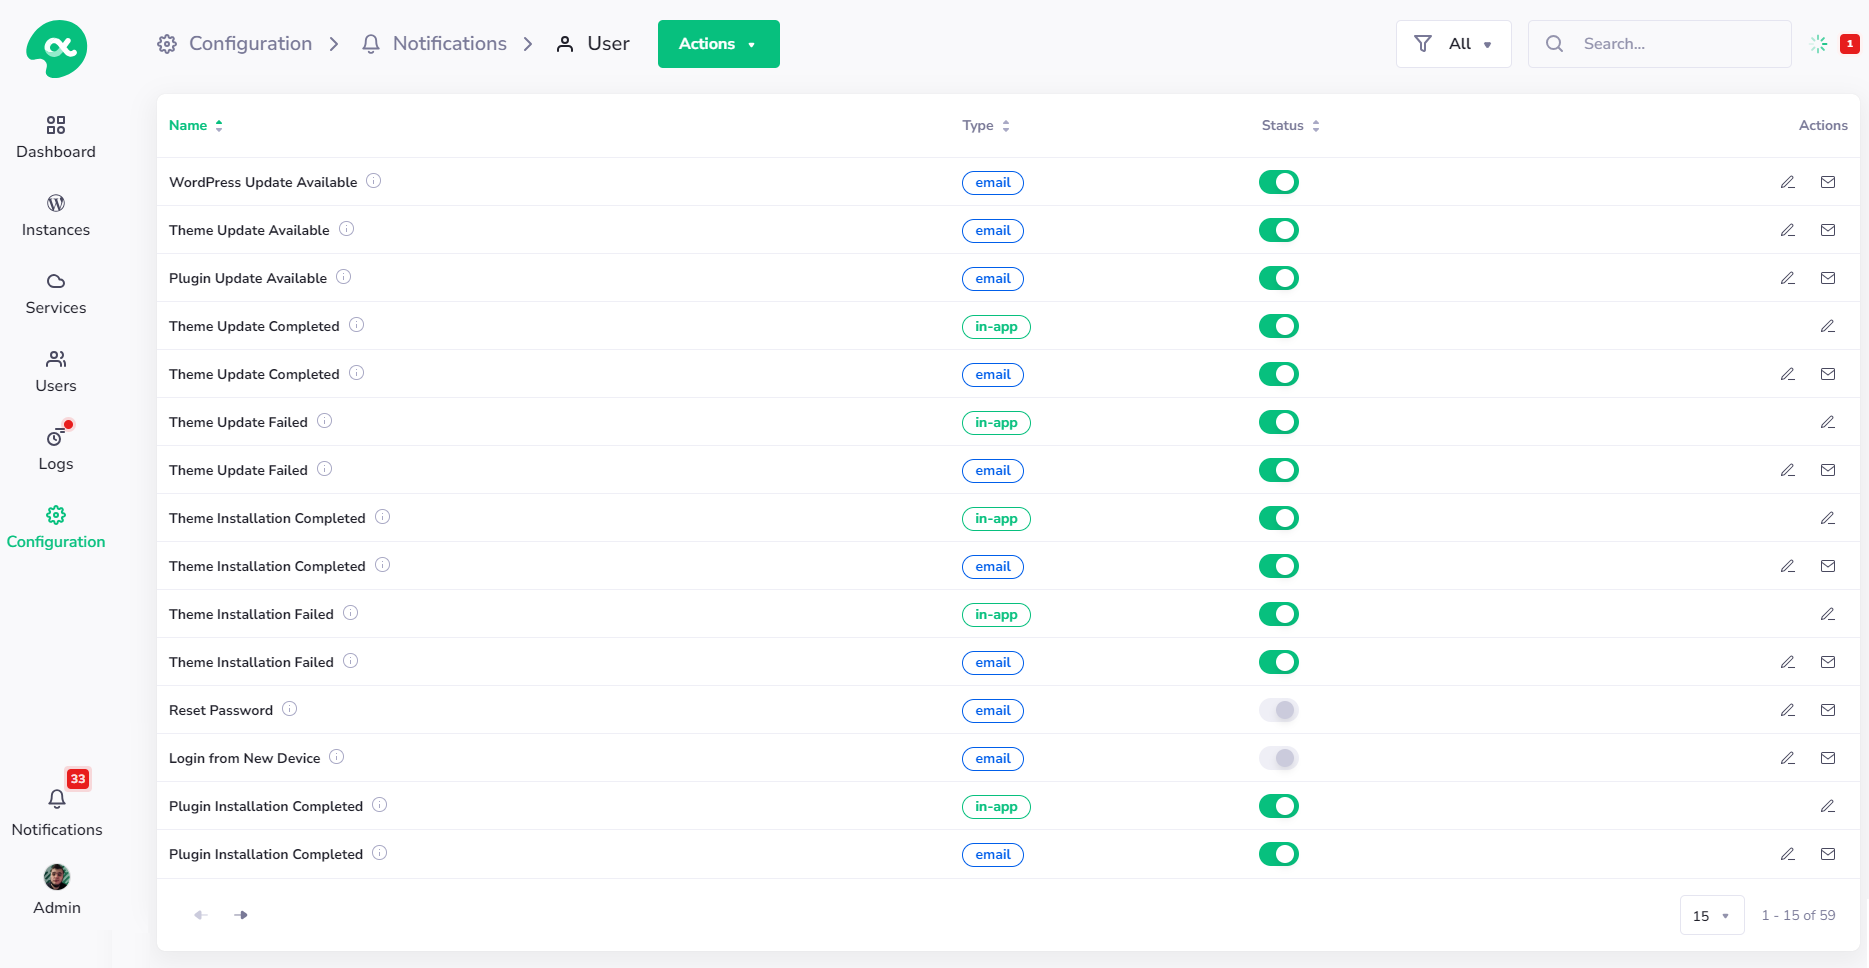 Configuration > Notifications > User Actions All Search... 1
Dashboard
Instances
Services
Users
Logs
Configuration
33
Notifications
Admin
Name Type Status Actions
WordPress Update Available email
Theme Update Available email
Plugin Update Available email
Theme Update Completed in-app
Theme Update Completed email
Theme Update Failed in-app
Theme Update Failed email
Theme Installation Completed in-app
Theme Installation Completed email
Theme Installation Failed in-app
Theme Installation Failed email
Reset Password email
Login from New Device email
Plugin Installation Completed in-app
Plugin Installation Completed email
15 1 - 15 of 59